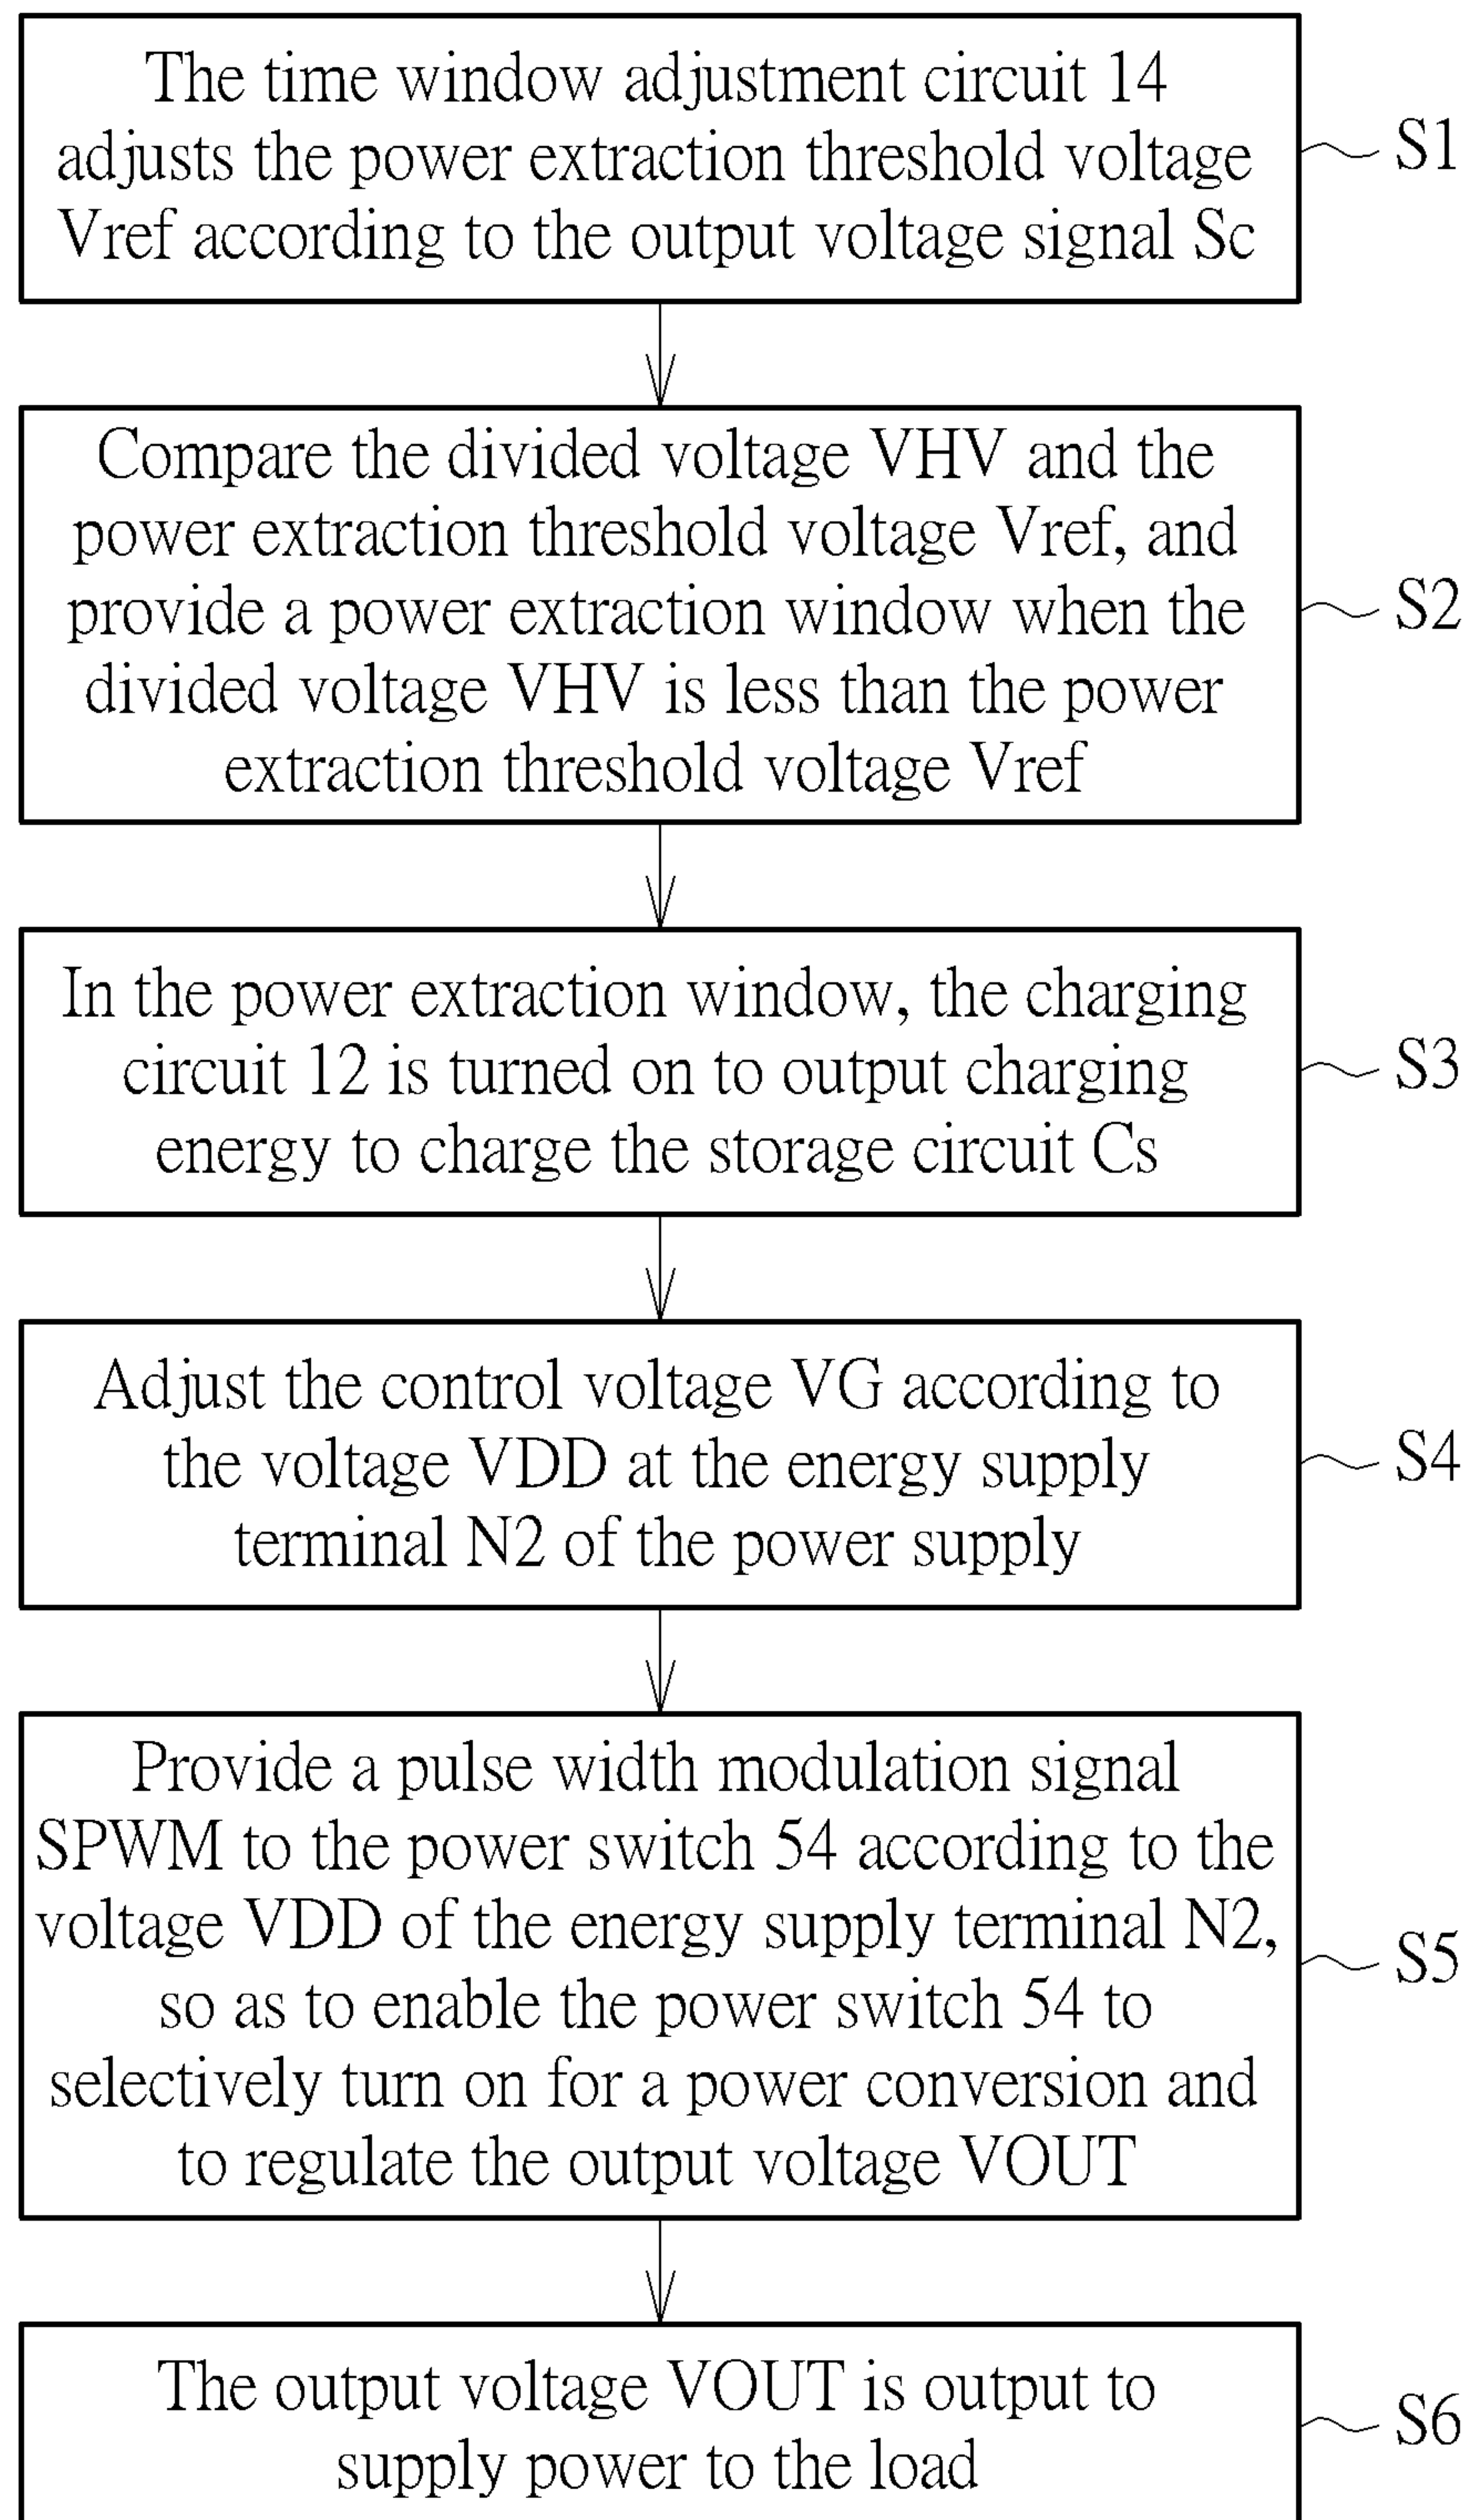 The time window adjustment circuit 14
adjusts the power extraction threshold voltage
Vref according to the output voltage signal Sc
S1
Compare the divided voltage VHV and the
power extraction threshold voltage Vref, and
provide a power extraction window when the
divided voltage VHV is less than the power
extraction threshold voltage Vref
S2
In the power extraction window, the charging
circuit 12 is turned on to output charging
energy to charge the storage circuit Cs
S3
Adjust the control voltage VG according to
the voltage VDD at the energy supply
terminal N2 of the power supply
S4
Provide a pulse width modulation signal
SPWM to the power switch 54 according to the
voltage VDD of the energy supply terminal N2,
so as to enable the power switch 54 to
selectively turn on for a power conversion and
to regulate the output voltage VOUT
S5
The output voltage VOUT is output to
supply power to the load
S6